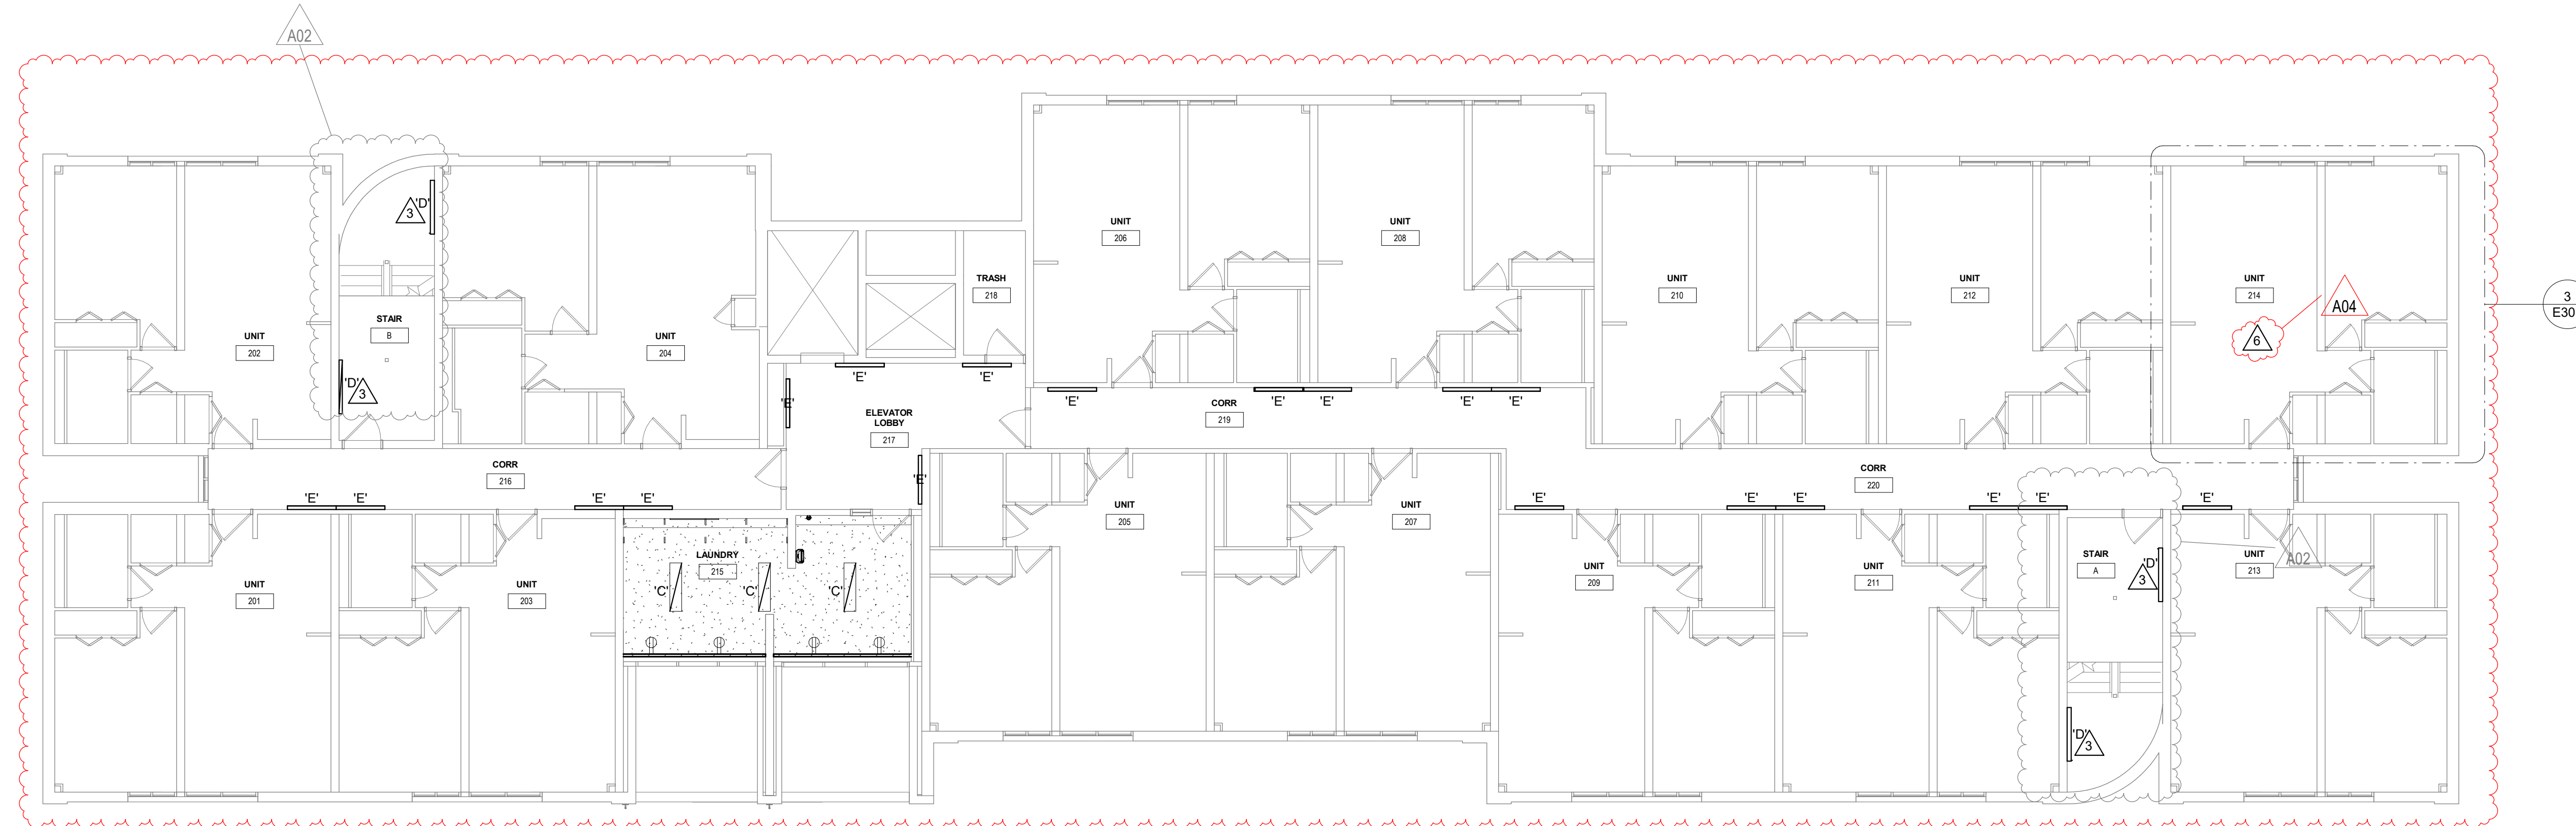 A02
UNIT
206
UNIT
208
TRASH
218
UNIT
210
UNIT
212
UNIT
214
A04
6
3
E30
3
'D'
STAIR
B
'D'
3
UNIT
202
UNIT
204
'E'
'E'
'E'
ELEVATOR
LOBBY
217
'E'
'E'
'E'
'E'
'E'
'E'
CORR
219
CORR
216
CORR
220
'E'
'E'
'E'
'E'
'E'
'E'
'E'
'E'
'E'
'E'
UNIT
201
UNIT
203
LAUNDRY
215
'C'
'C'
'C'
UNIT
205
UNIT
207
UNIT
209
UNIT
211
STAIR
A
'D'
3
UNIT
213
A02
'D'
3